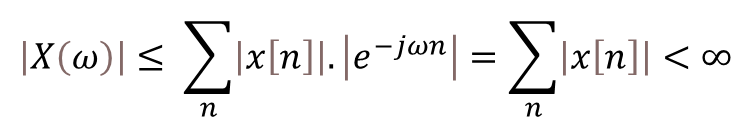 |X(ω)| ≤ ∑ₙ|x[n]|.|e^{−jωn}| = ∑ₙ|x[n]| < ∞